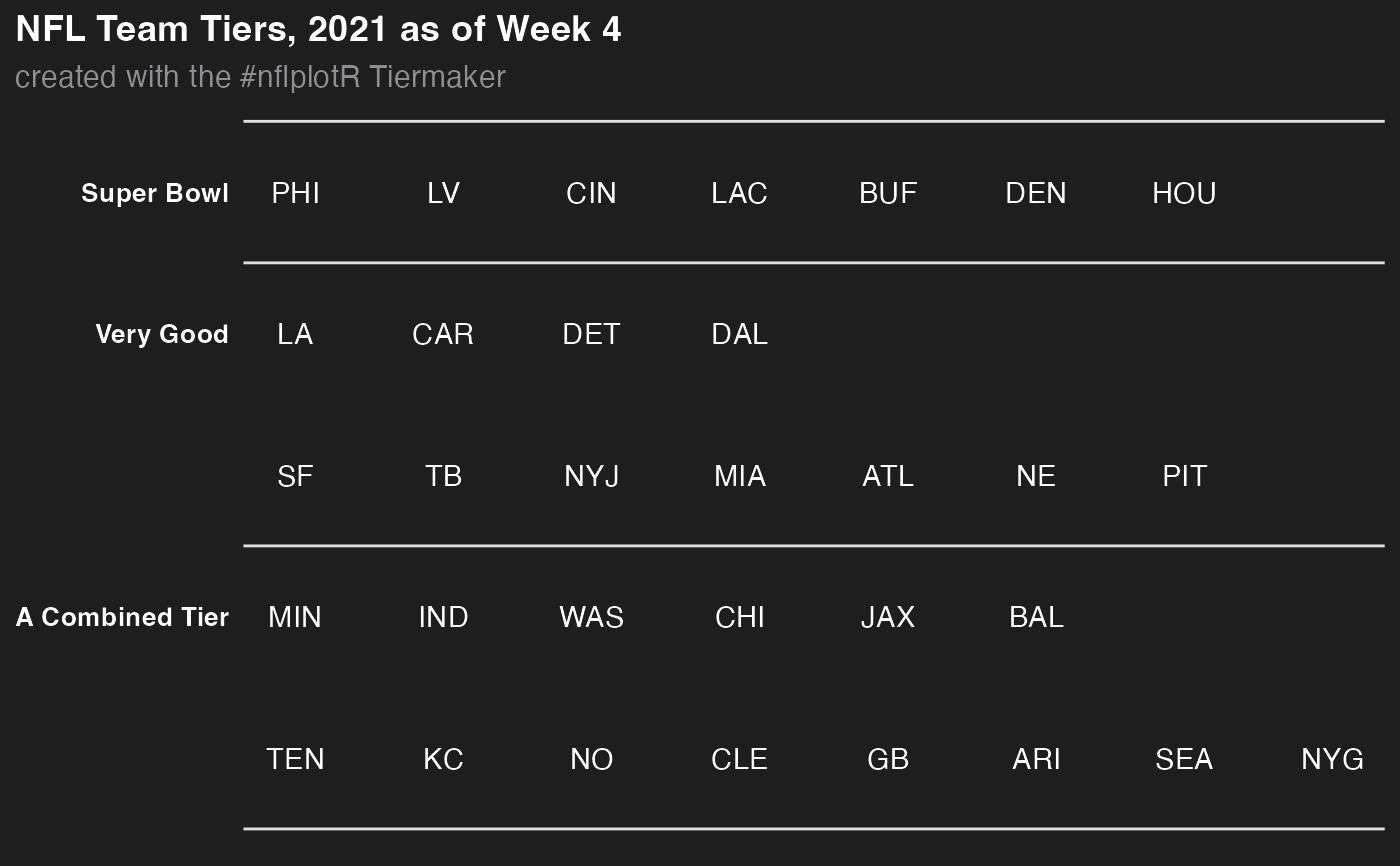 NFL Team Tiers, 2021 as of Week 4
created with the #nflplotR Tiermaker
Super Bowl PHI LV CIN LAC BUF DEN HOU
Very Good LA CAR DET DAL
SF TB NYJ MIA ATL NE PIT
A Combined Tier MIN IND WAS CHI JAX BAL
TEN KC NO CLE GB ARI SEA NYG